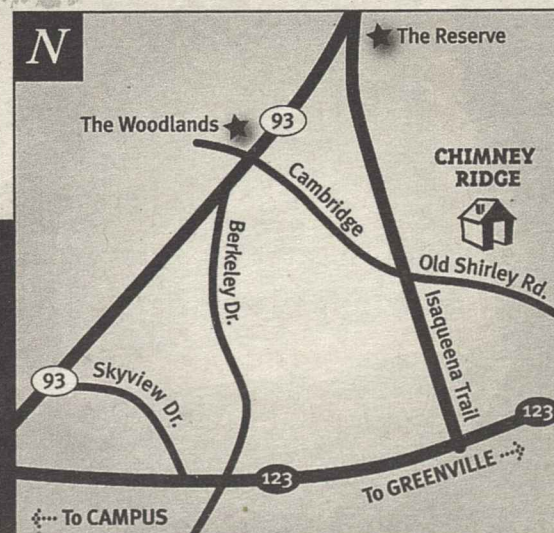 N
The Reserve
The Woodlands
93
CHIMNEY
RIDGE
Cambridge
Old Shirley Rd.
Berkeley Dr.
Isaqueena Trail
93
Skyview Dr.
123
123
To GREENVILLE
To CAMPUS